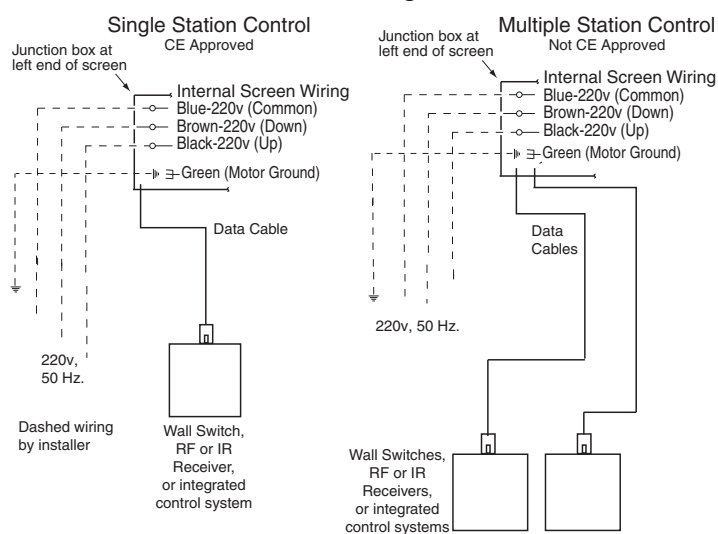 Single Station Control
CE Approved
Junction box at
left end of screen
Internal Screen Wiring
Blue-220v (Common)
Brown-220v (Down)
Black-220v (Up)
Green (Motor Ground)
Data Cable
220v,
50 Hz.
Dashed wiring
by installer
Wall Switch,
RF or IR
Receiver,
or integrated
control system
Multiple Station Control
Not CE Approved
Junction box at
left end of screen
Internal Screen Wiring
Blue-220v (Common)
Brown-220v (Down)
Black-220v (Up)
Green (Motor Ground)
Data
Cables
220v, 50 Hz.
Wall Switches,
RF or IR
Receivers,
or integrated
control systems